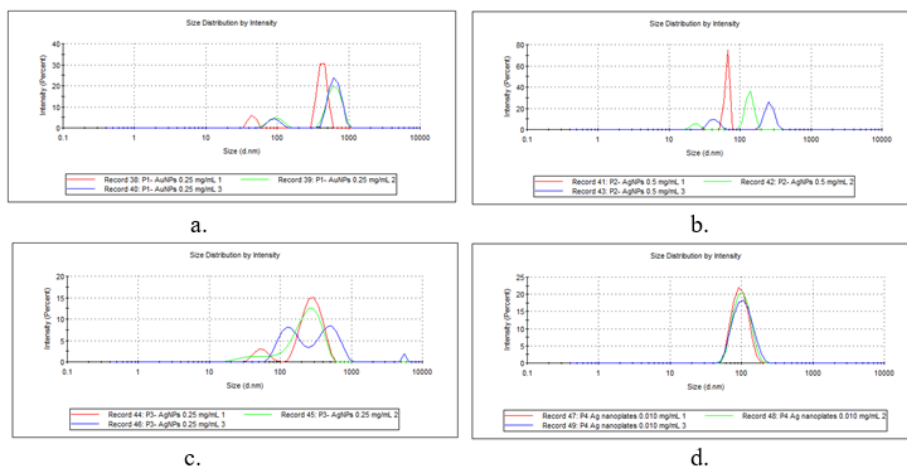 Size Distribution by Intensity
40
30
20
10
0
0.1 1 10 100 1000 10000
Intensity (Percent)
Size (d.nm)
Record 38: P1- AuNPs 0.25 mg/mL 1 Record 39: P1- AuNPs 0.25 mg/mL 2
Record 40: P1- AuNPs 0.25 mg/mL 3
a.
Size Distribution by Intensity
80
60
40
20
0
0.1 1 10 100 1000 10000
Intensity (Percent)
Size (d.nm)
Record 41: P2- AgNPs 0.5 mg/mL 1 Record 42: P2- AgNPs 0.5 mg/mL 2
Record 43: P2- AgNPs 0.5 mg/mL 3
b.
Size Distribution by Intensity
20
15
10
5
0
0.1 1 10 100 1000 10000
Intensity (Percent)
Size (d.nm)
Record 44: P3- AgNPs 0.25 mg/mL 1 Record 45: P3- AgNPs 0.25 mg/mL 2
Record 46: P3- AgNPs 0.25 mg/mL 3
c.
Size Distribution by Intensity
25
20
15
10
5
0
0.1 1 10 100 1000 10000
Intensity (Percent)
Size (d.nm)
Record 47: P4 Ag nanoplates 0.010 mg/mL 1 Record 48: P4 Ag nanoplates 0.010 mg/mL 2
Record 49: P4 Ag nanoplates 0.010 mg/mL 3
d.